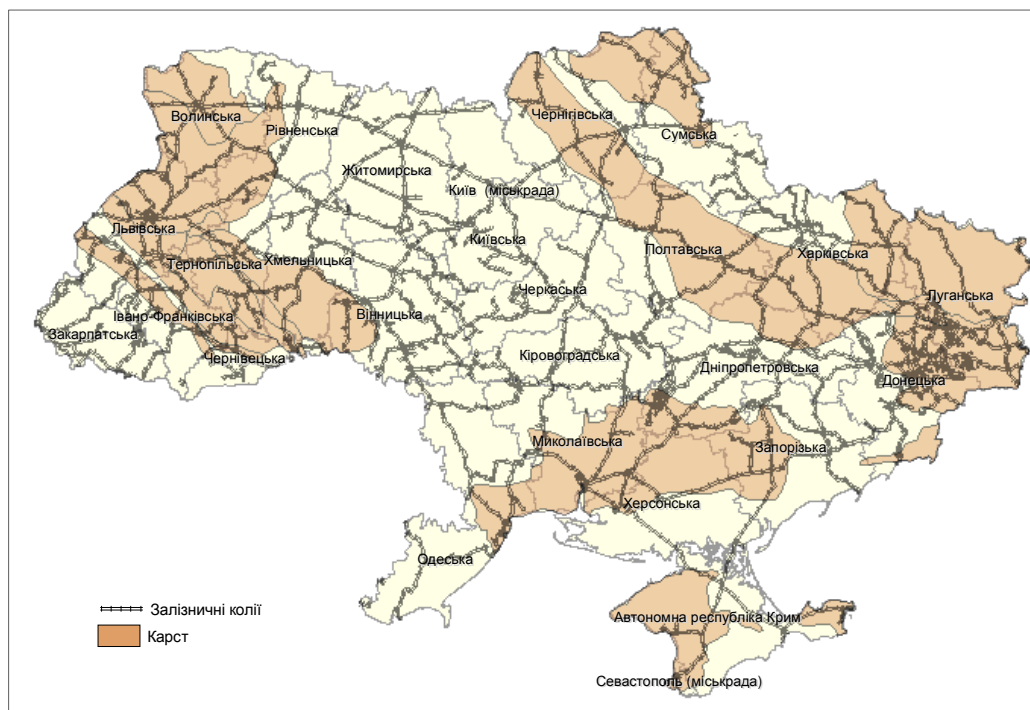 Чернігівська
Волинська
Рівненська
Сумська
Житомирська
Київ (міськрада)
Львівська
Київська
Полтавська
Харківська
Тернопільська
Хмельницька
Черкаська
Луганська
Івано-Франківська
Вінницька
Закарпатська
Чернівецька
Кіровоградська
Дніпропетровська
Донецька
Миколаївська
Запорізька
Херсонська
Одеська
Залізничні колії
Автономна республіка Крим
Карст
Севастополь (міськрада)